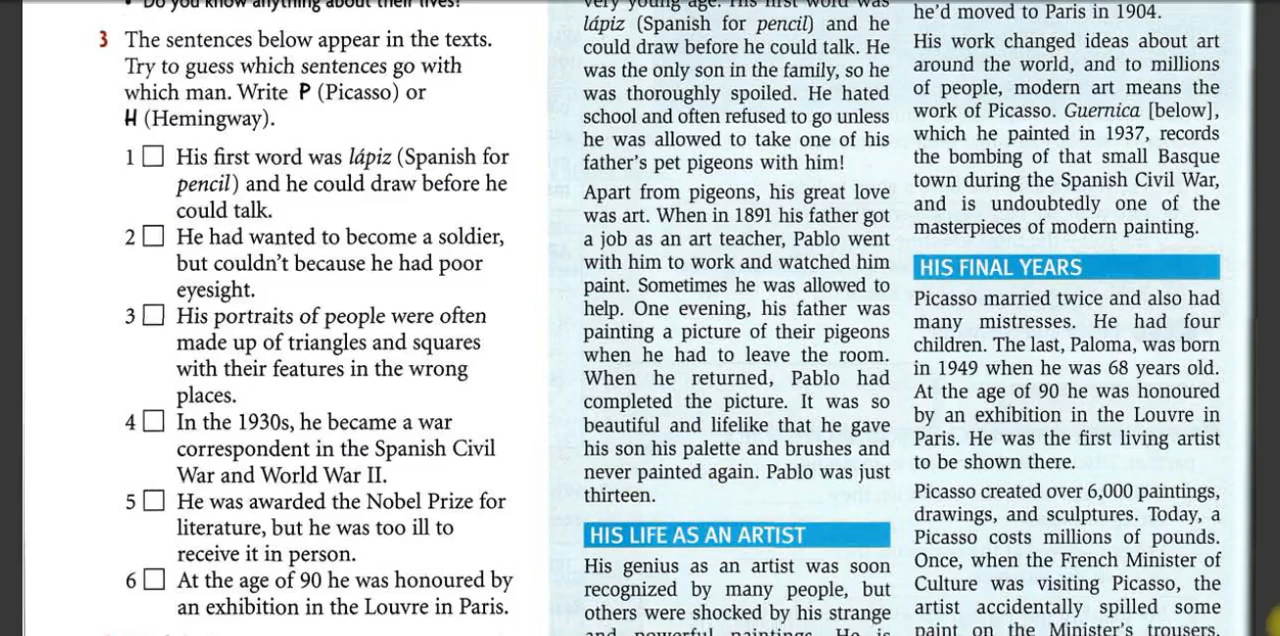 Do you know anything about their lives?
3 The sentences below appear in the texts.
Try to guess which sentences go with
which man. Write P (Picasso) or
H (Hemingway).
1 His first word was lápiz (Spanish for
pencil) and he could draw before he
could talk.
2 He had wanted to become a soldier,
but couldn't because he had poor
eyesight.
3 His portraits of people were often
made up of triangles and squares
with their features in the wrong
places.
4 In the 1930s, he became a war
correspondent in the Spanish Civil
War and World War II.
5 He was awarded the Nobel Prize for
literature, but he was too ill to
receive it in person.
6 At the age of 90 he was honoured by
an exhibition in the Louvre in Paris.
very young age. His first word was
lápiz (Spanish for pencil) and he
could draw before he could talk. He
was the only son in the family, so he
was thoroughly spoiled. He hated
school and often refused to go unless
he was allowed to take one of his
father's pet pigeons with him!
Apart from pigeons, his great love
was art. When in 1891 his father got
a job as an art teacher, Pablo went
with him to work and watched him
paint. Sometimes he was allowed to
help. One evening, his father was
painting a picture of their pigeons
when he had to leave the room.
When he returned, Pablo had
completed the picture. It was so
beautiful and lifelike that he gave
his son his palette and brushes and
never painted again. Pablo was just
thirteen.
HIS LIFE AS AN ARTIST
His genius as an artist was soon
recognized by many people, but
others were shocked by his strange
and powerful paintings. He is
he'd moved to Paris in 1904.
His work changed ideas about art
around the world, and to millions
of people, modern art means the
work of Picasso. Guernica [below],
which he painted in 1937, records
the bombing of that small Basque
town during the Spanish Civil War,
and is undoubtedly one of the
masterpieces of modern painting.
HIS FINAL YEARS
Picasso married twice and also had
many mistresses. He had four
children. The last, Paloma, was born
in 1949 when he was 68 years old.
At the age of 90 he was honoured
by an exhibition in the Louvre in
Paris. He was the first living artist
to be shown there.
Picasso created over 6,000 paintings,
drawings, and sculptures. Today, a
Picasso costs millions of pounds.
Once, when the French Minister of
Culture was visiting Picasso, the
artist accidentally spilled some
paint on the Minister's trousers.